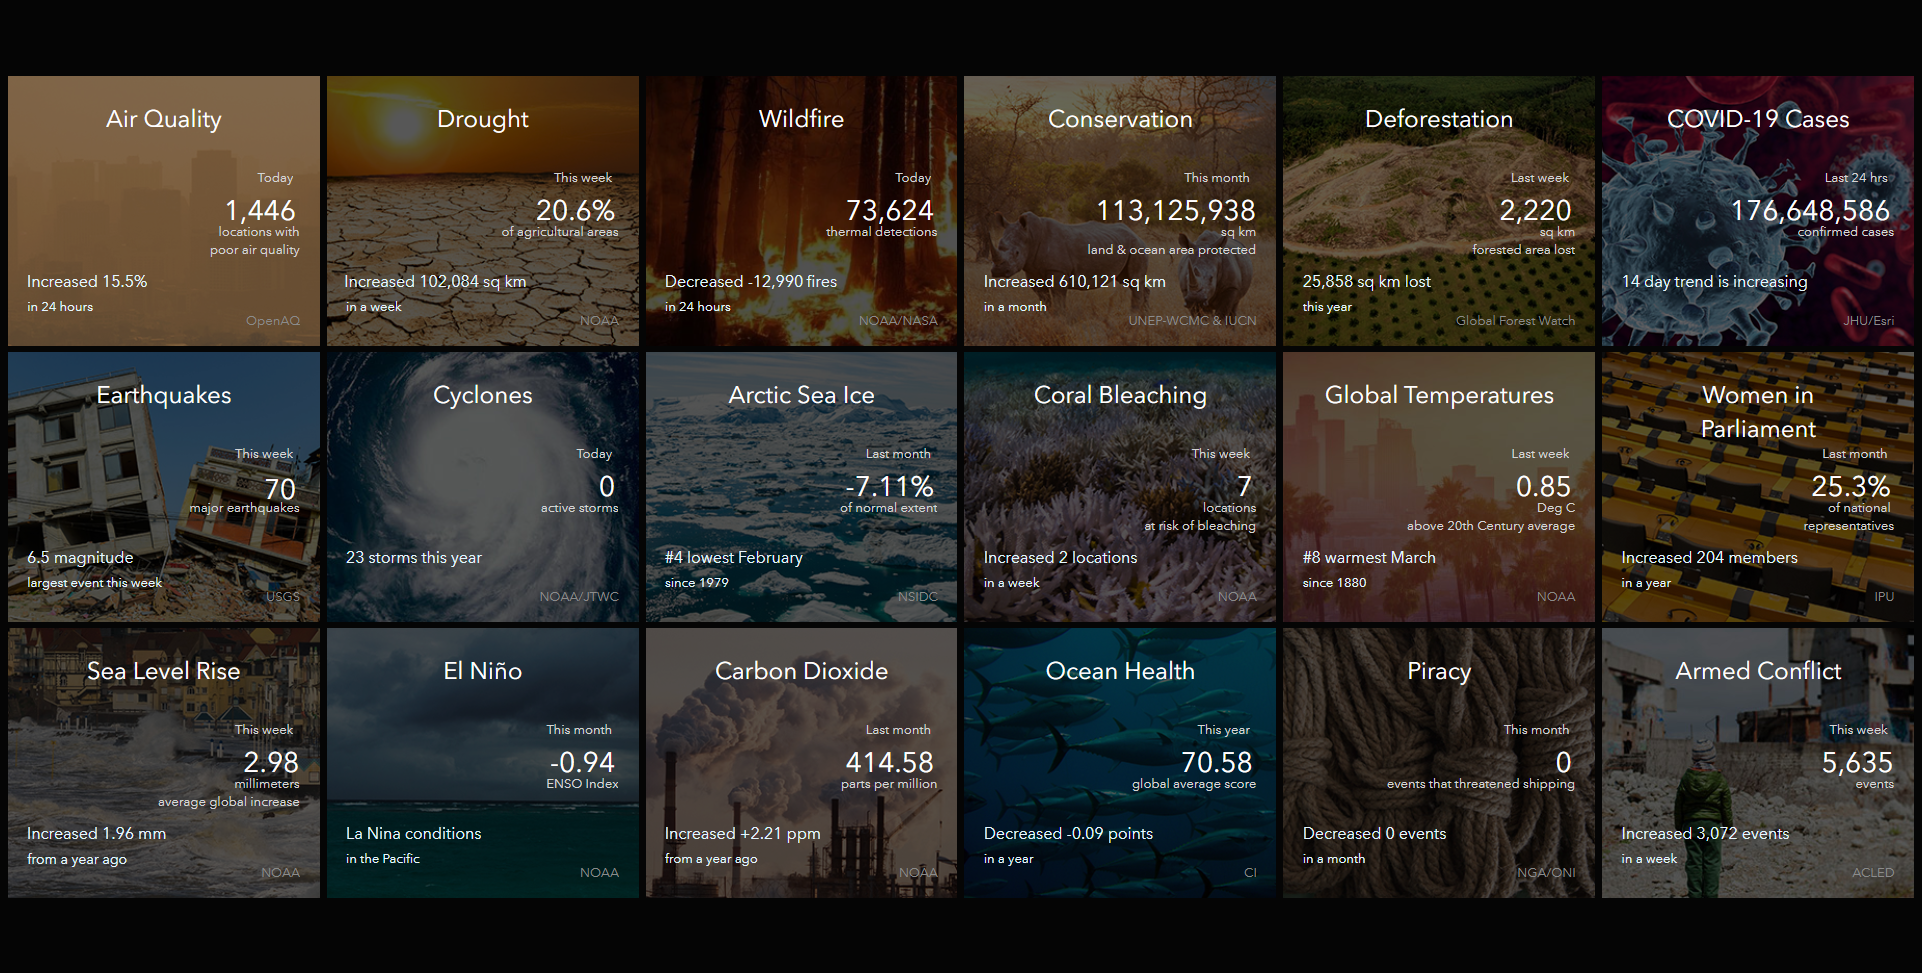 Air Quality
Today
1,446
locations with
poor air quality
Increased 15.5%
in 24 hours
OpenAQ
Drought
This week
20.6%
of agricultural areas
Increased 102,084 sq km
in a week
NOAA
Wildfire
Today
73,624
thermal detections
Decreased -12,990 fires
in 24 hours
NOAA/NASA
Conservation
This month
113,125,938
sq km
land & ocean area protected
Increased 610,121 sq km
in a month
UNEP-WCMC & IUCN
Deforestation
Last week
2,220
sq km
forested area lost
25,858 sq km lost
this year
Global Forest Watch
COVID-19 Cases
Last 24 hrs
176,648,586
confirmed cases
14 day trend is increasing
JHU/Esri
Earthquakes
This week
70
major earthquakes
6.5 magnitude
largest event this week
USGS
Cyclones
Today
0
active storms
23 storms this year
NOAA/JTWC
Arctic Sea Ice
Last month
-7.11%
of normal extent
#4 lowest February
since 1979
NSIDC
Coral Bleaching
This week
7
locations
at risk of bleaching
Increased 2 locations
in a week
NOAA
Global Temperatures
Last week
0.85
Deg C
above 20th Century average
#8 warmest March
since 1880
NOAA
Women in
Parliament
Last month
25.3%
of national
representatives
Increased 204 members
in a year
IPU
Sea Level Rise
This week
2.98
millimeters
average global increase
Increased 1.96 mm
from a year ago
NOAA
El Niño
This month
-0.94
ENSO Index
La Nina conditions
in the Pacific
NOAA
Carbon Dioxide
Last month
414.58
parts per million
Increased +2.21 ppm
from a year ago
NOAA
Ocean Health
This year
70.58
global average score
Decreased -0.09 points
in a year
CI
Piracy
This month
0
events that threatened shipping
Decreased 0 events
in a month
NGA/ONI
Armed Conflict
This week
5,635
events
Increased 3,072 events
in a week
ACLED